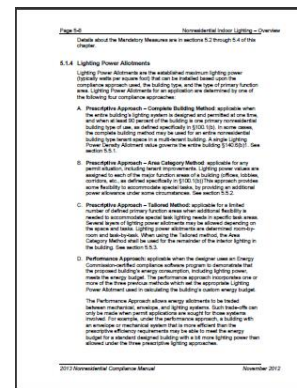 Page 5-6 Nonresidential Indoor Lighting – Overview
Details about the Mandatory Measures are in sections 5.2 through 5.4 of this
chapter.
5.1.4 Lighting Power Allotments
Lighting Power Allotments are the established maximum lighting power
(typically watts per square foot) that can be installed based upon the
compliance approach used, the building type, and the type of primary function
area. Lighting Power Allotments for an application are determined by one of
the following four compliance approaches:
A. Prescriptive Approach – Complete Building Method: applicable when
the entire building's lighting system is designed and permitted at one time,
and when at least 90 percent of the building is one primary nonresidential
building type of use, as defined specifically in §100.1(b). In some instances,
the complete building method may be used for an entire nonresidential
building type tenant space in a multi-tenant building. A single Lighting
Power Density Allotment value governs the entire building §140.6(b)1. See
section 5.5.1.
B. Prescriptive Approach – Area Category Method: applicable for any
permit situation, including tenant improvements. Lighting power values are
assigned to each of the major function areas of a building (offices, lobbies,
corridors, etc., as defined specifically in §100.1(b)) This approach provides
some flexibility to accommodate special tasks, by providing an additional
power allowance under some circumstances. See section 5.5.2.
C. Prescriptive Approach – Tailored Method: applicable for a limited
number of defined primary function areas when additional flexibility is
needed to accommodate special task lighting needs in specific task areas.
Several layers of lighting power allotments may be allowed depending on
the space and tasks. Lighting power allotments are determined room-by-
room and task-by-task. When using the Tailored method, the Area
Category Method shall be used for the remainder of the interior lighting in
the building. See section 5.5.3.
D. Performance Approach: applicable when the designer uses an Energy
Commission-certified compliance software program to demonstrate that
the proposed building's energy consumption, including lighting power,
meets the energy budget. The performance approach incorporates one or
more of the three previous methods which set the appropriate Lighting
Power Allotment used in calculating the building's custom energy budget.
The Performance Approach allows energy allotments to be traded
between mechanical, envelope, and lighting systems. Such trade-offs can
only be made when permit applications are sought for those systems
involved. For example, under the performance approach, a building with
an envelope or mechanical system that is more efficient than the
prescriptive efficiency requirements may be able to meet the energy
budget for a standard designed building with a bit more lighting power than
allowed under the three prescriptive lighting approaches.
2013 Nonresidential Compliance Manual November 2012